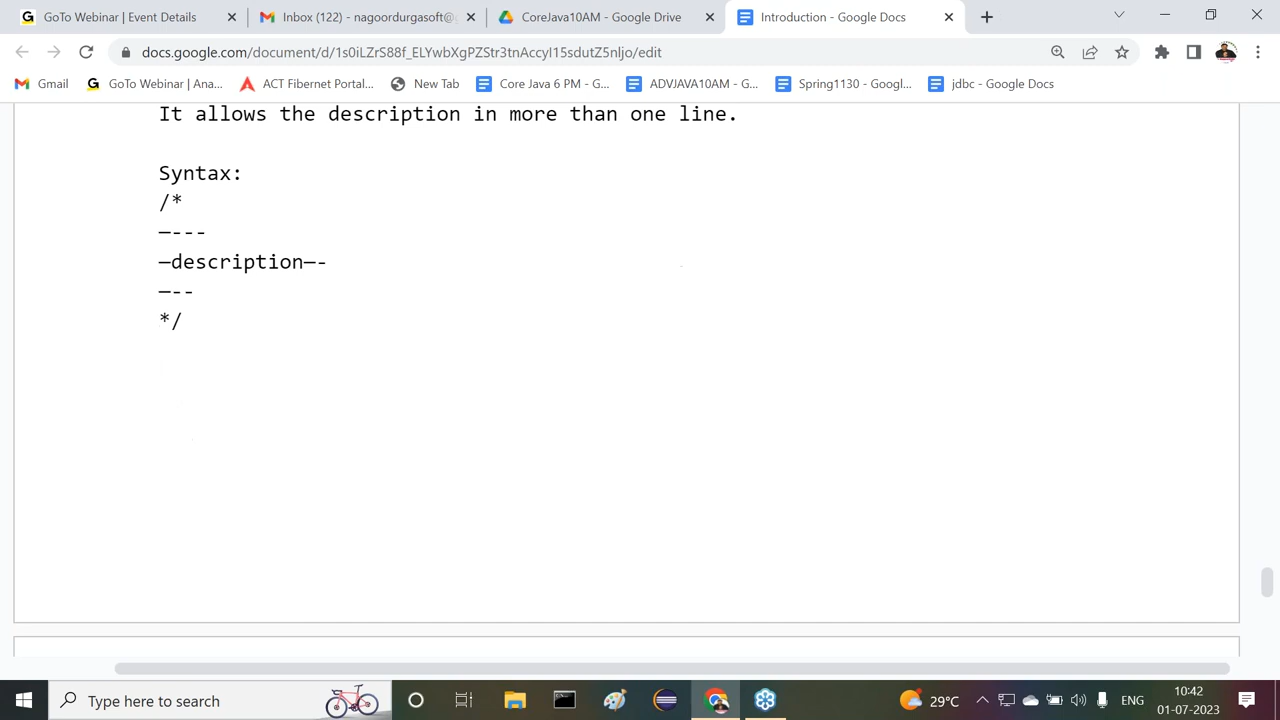 GoTo Webinar | Event Details
Inbox (122) - nagoordurgasoft@
CoreJava10AM - Google Drive
Introduction - Google Docs
docs.google.com/document/d/1s0iLZrS88f_ELYwbXgPZStr3tnAccyI15sdutZ5nljo/edit
Gmail
GoTo Webinar | Ana...
ACT Fibernet Portal...
New Tab
Core Java 6 PM - G...
ADVJAVA10AM - G...
Spring1130 - Googl...
jdbc - Google Docs
It allows the description in more than one line.
Syntax:
/*
—---
—description—-
—--
*/
Type here to search
29°C
ENG
10:42
01-07-2023